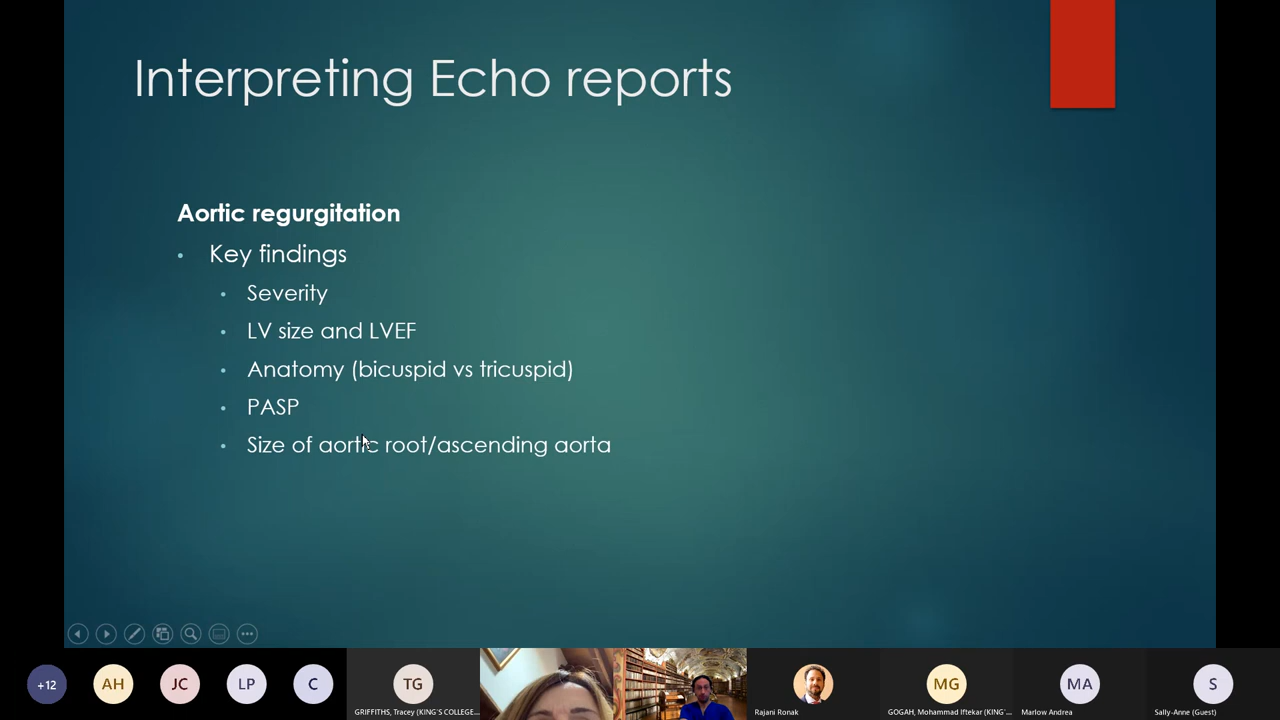 Interpreting Echo reports
Aortic regurgitation
• Key findings
• Severity
• LV size and LVEF
• Anatomy (bicuspid vs tricuspid)
• PASP
• Size of aortic root/ascending aorta
+12
AH
JC
LP
C
TG
MG
MA
S
GRIFFITHS, Tracey (KING'S COLLEGE...
Rajani Ronak
GOGAH, Mohammad Iftekar (KING'...
Marlow Andrea
Sally-Anne (Guest)